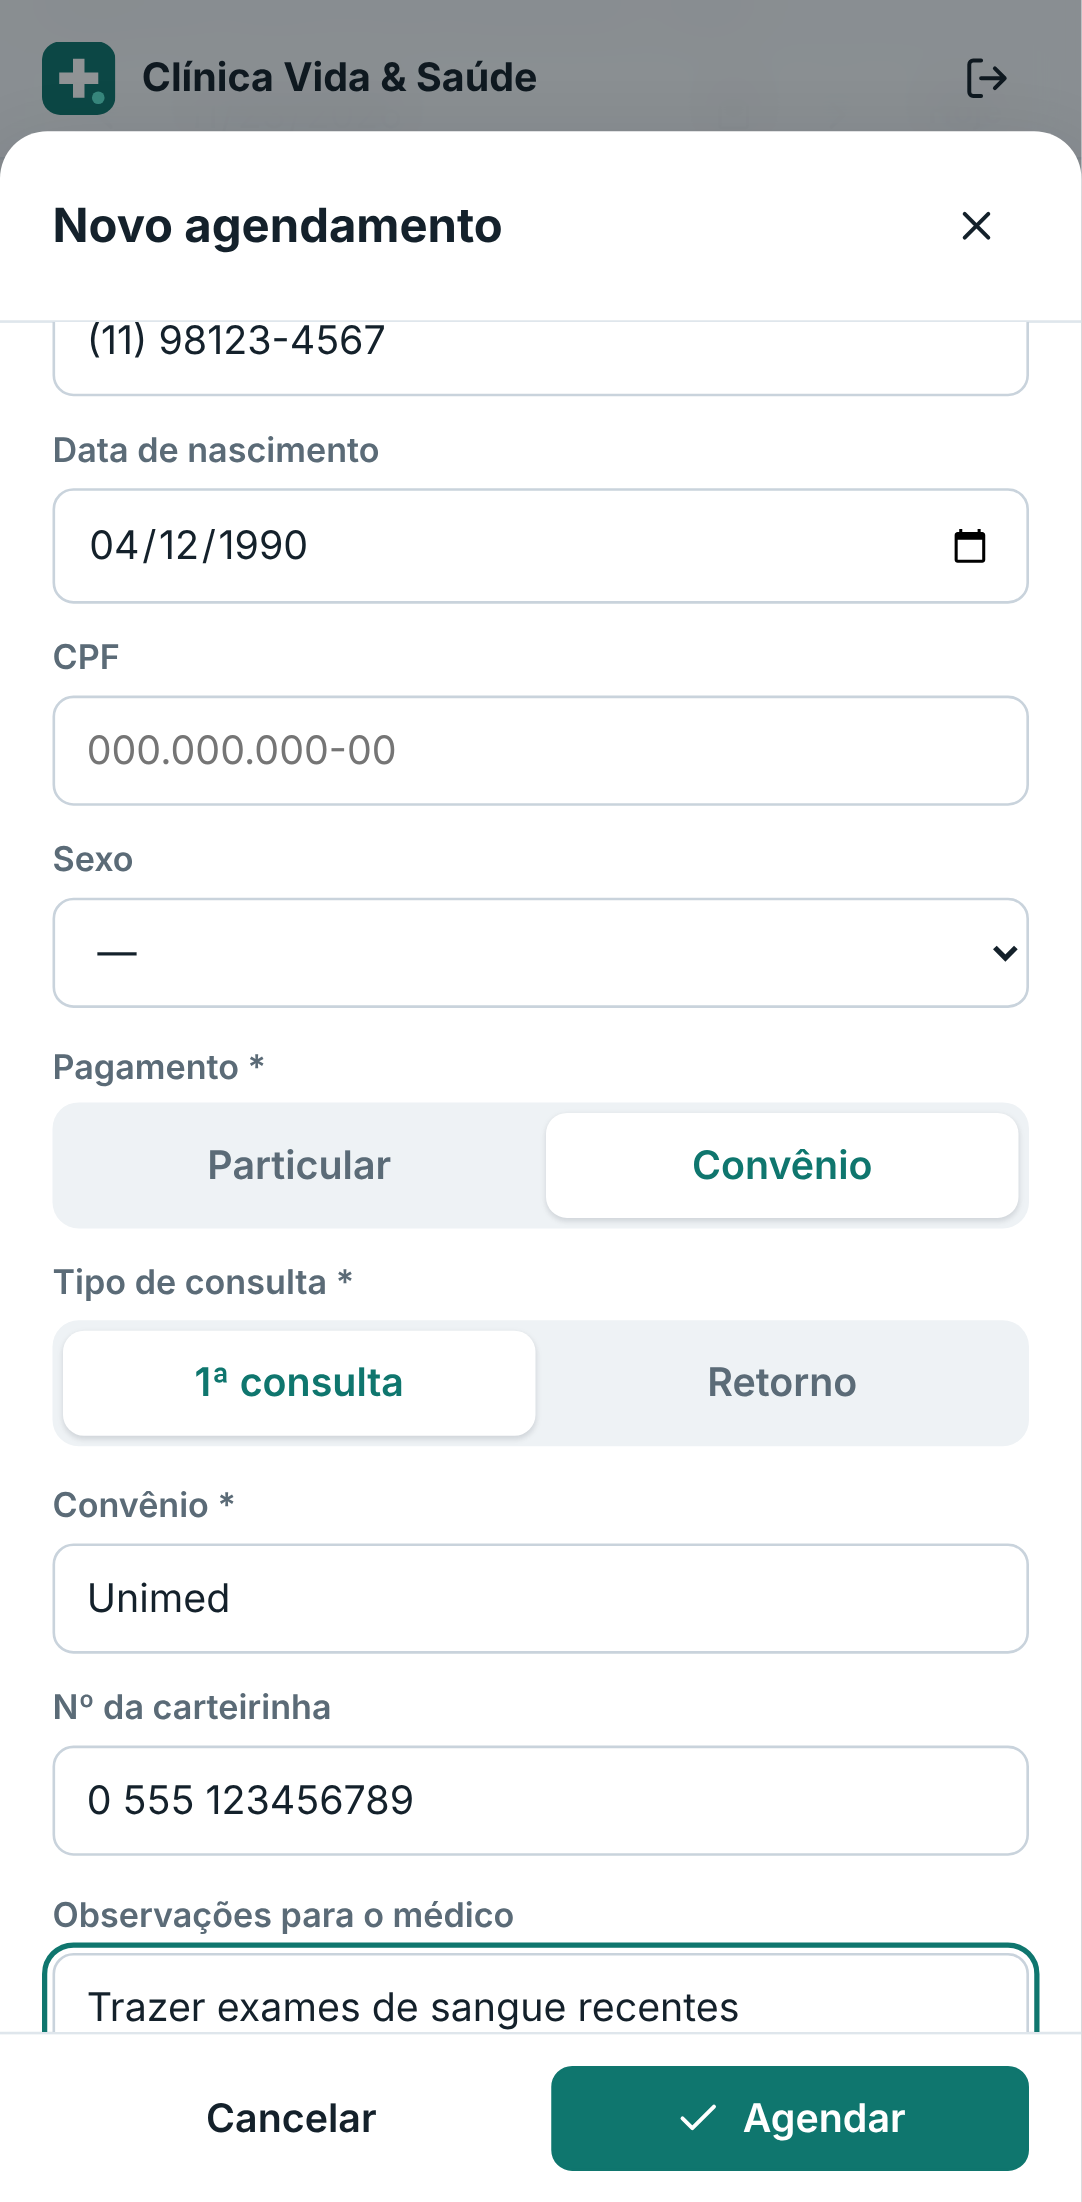 Clínica Vida & Saúde
Novo agendamento
(11) 98123-4567
Data de nascimento
04/12/1990
CPF
000.000.000-00
Sexo
—
Pagamento *
Particular Convênio
Tipo de consulta *
1ª consulta Retorno
Convênio *
Unimed
Nº da carteirinha
0 555 123456789
Observações para o médico
Trazer exames de sangue recentes
Cancelar Agendar